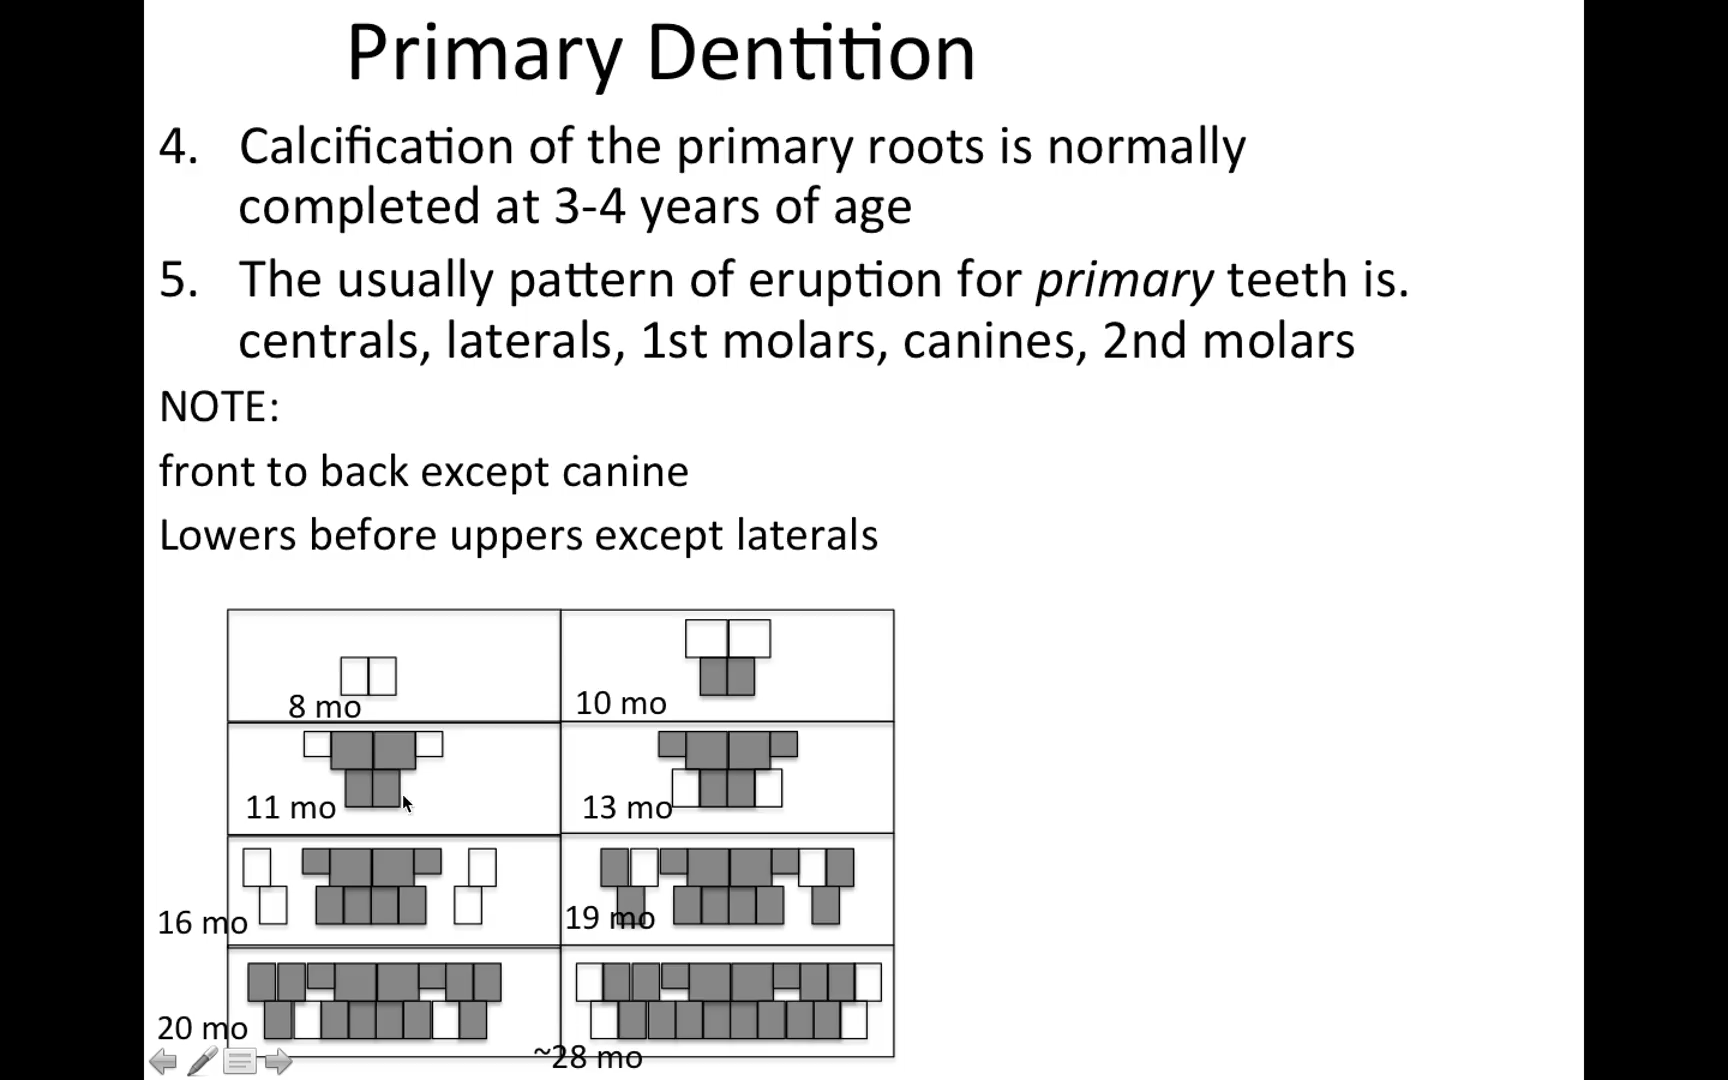 Primary Dentition
4. Calcification of the primary roots is normally
completed at 3-4 years of age
5. The usually pattern of eruption for primary teeth is.
centrals, laterals, 1st molars, canines, 2nd molars
NOTE:
front to back except canine
Lowers before uppers except laterals
8 mo
10 mo
11 mo
13 mo
16 mo
19 mo
20 mo
~28 mo